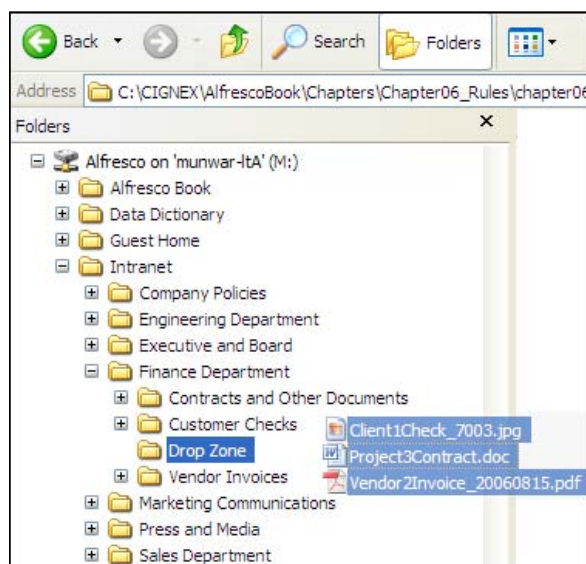 Back Search Folders
Address C:\CIGNEX\AlfrescoBook\Chapters\Chapter06_Rules\chapter06
Folders x
Alfresco on 'munwar-ltA' (M:)
Alfresco Book
Data Dictionary
Guest Home
Intranet
Company Policies
Engineering Department
Executive and Board
Finance Department
Contracts and Other Documents
Customer Checks
Client1Check_7003.jpg
Drop Zone
Project3Contract.doc
Vendor Invoices
Vendor2Invoice_20060815.pdf
Marketing Communications
Press and Media
Sales Department